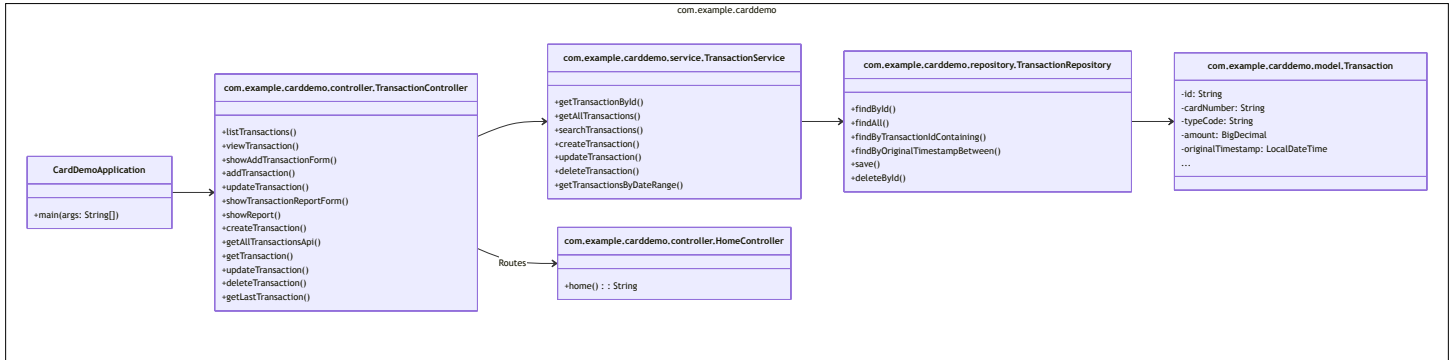 com.example.carddemo
CardDemoApplication
+main(args: String[])
com.example.carddemo.controller.TransactionController
+listTransactions()
+viewTransaction()
+showAddTransactionForm()
+addTransaction()
+updateTransaction()
+showTransactionReportForm()
+showReport()
+createTransaction()
+getAllTransactionsApi()
+getTransaction()
+updateTransaction()
+deleteTransaction()
+getLastTransaction()
Routes
com.example.carddemo.service.TransactionService
+getTransactionById()
+getAllTransactions()
+searchTransactions()
+createTransaction()
+updateTransaction()
+deleteTransaction()
+getTransactionsByDateRange()
com.example.carddemo.controller.HomeController
+home() : : String
com.example.carddemo.repository.TransactionRepository
+findById()
+findAll()
+findByTransactionIdContaining()
+findByOriginalTimestampBetween()
+save()
+deleteById()
com.example.carddemo.model.Transaction
-id: String
-cardNumber: String
-typeCode: String
-amount: BigDecimal
-originalTimestamp: LocalDateTime
...